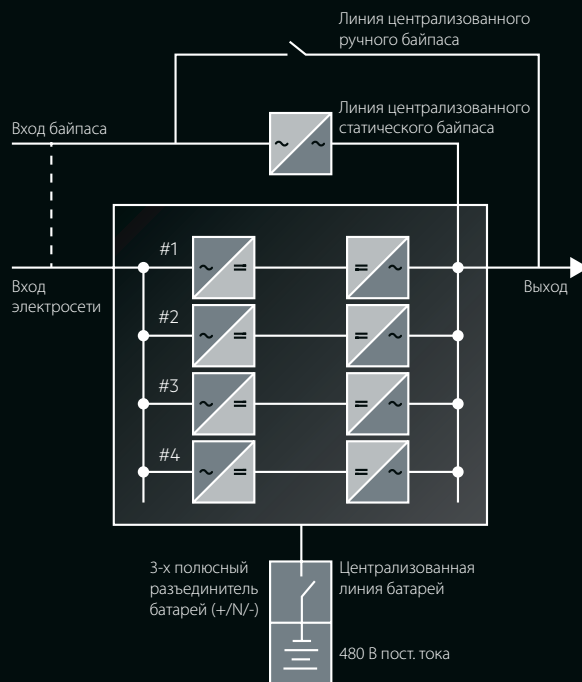 Линия централизованного
ручного байпаса
Линия централизованного
статического байпаса
Вход байпаса
#1
Вход
электросети
Выход
#2
#3
#4
3-х полюсный
разъединитель
батарей (+/N/-)
Централизованная
линия батарей
480 В пост. тока